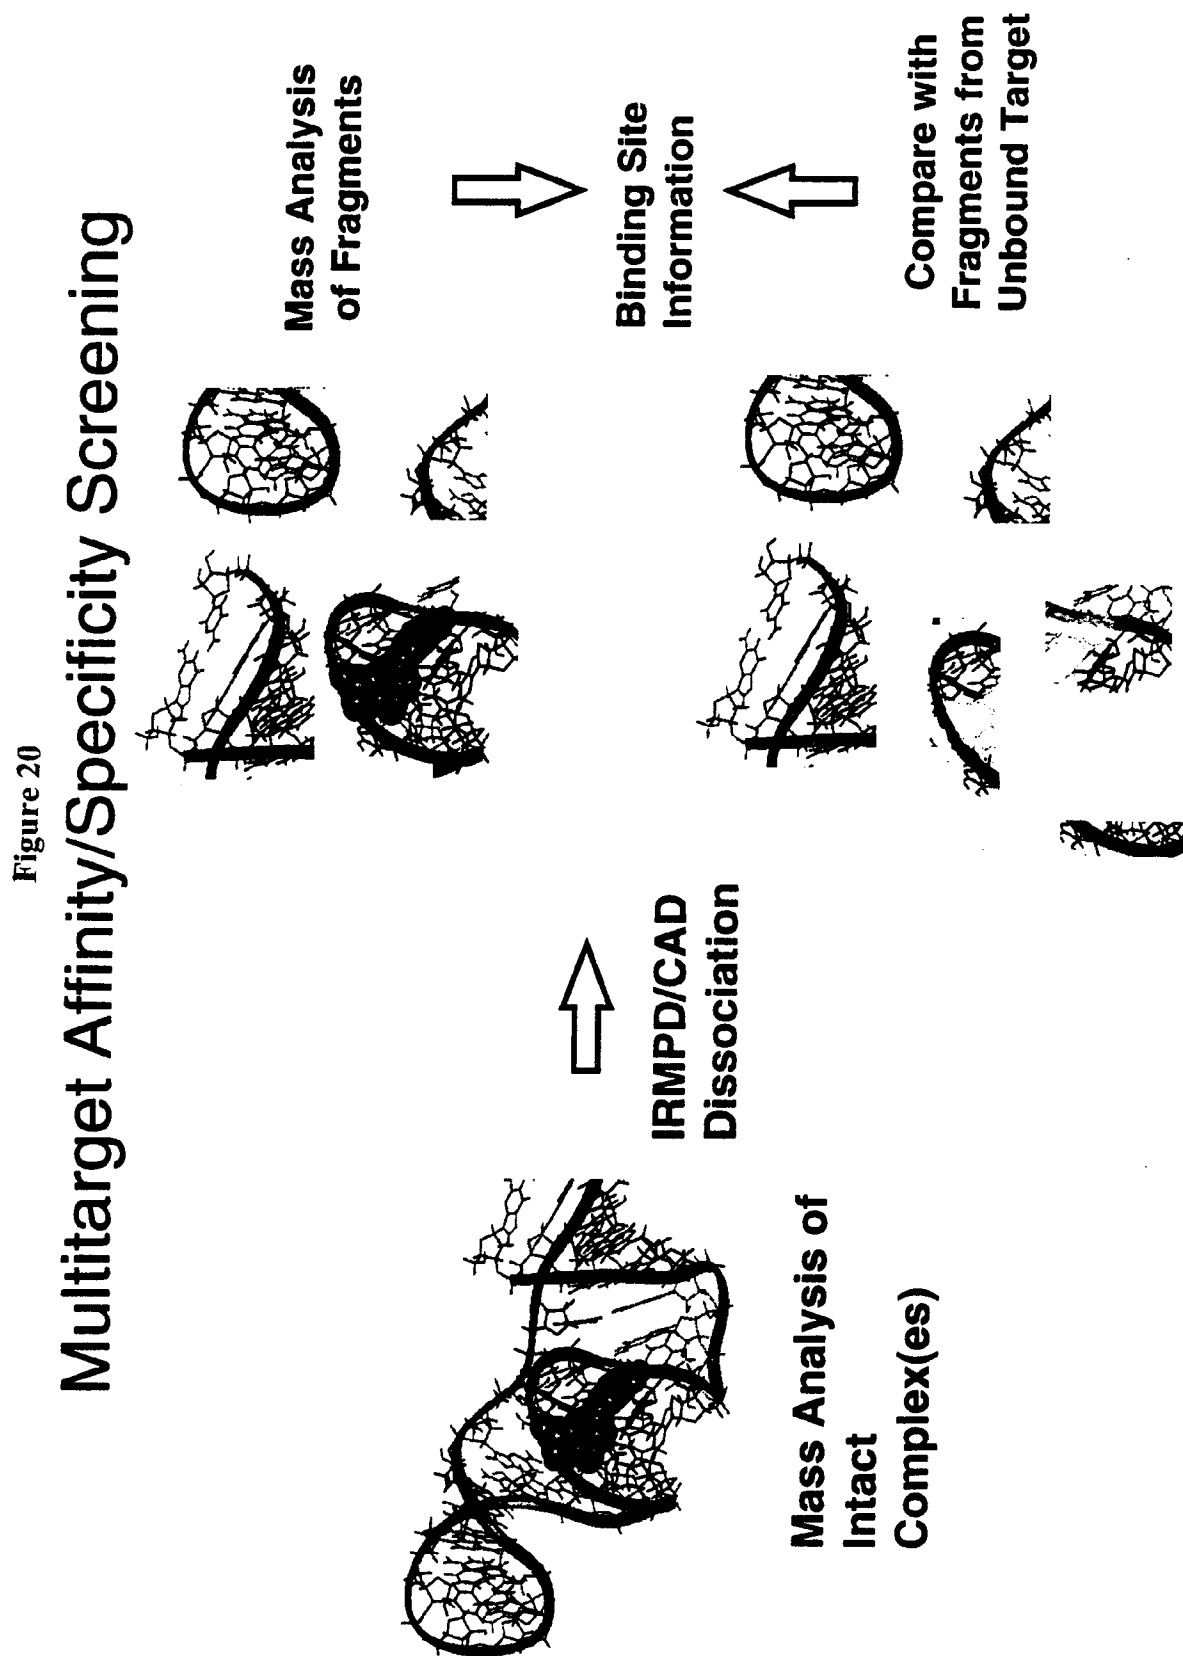 Figure 20
Multitarget Affinity/Specificity Screening
Mass Analysis of
Intact
Complex(es)
IRMPD/CAD
Dissociation
Mass Analysis
of Fragments
Binding Site
Information
Compare with
Fragments from
Unbound Target